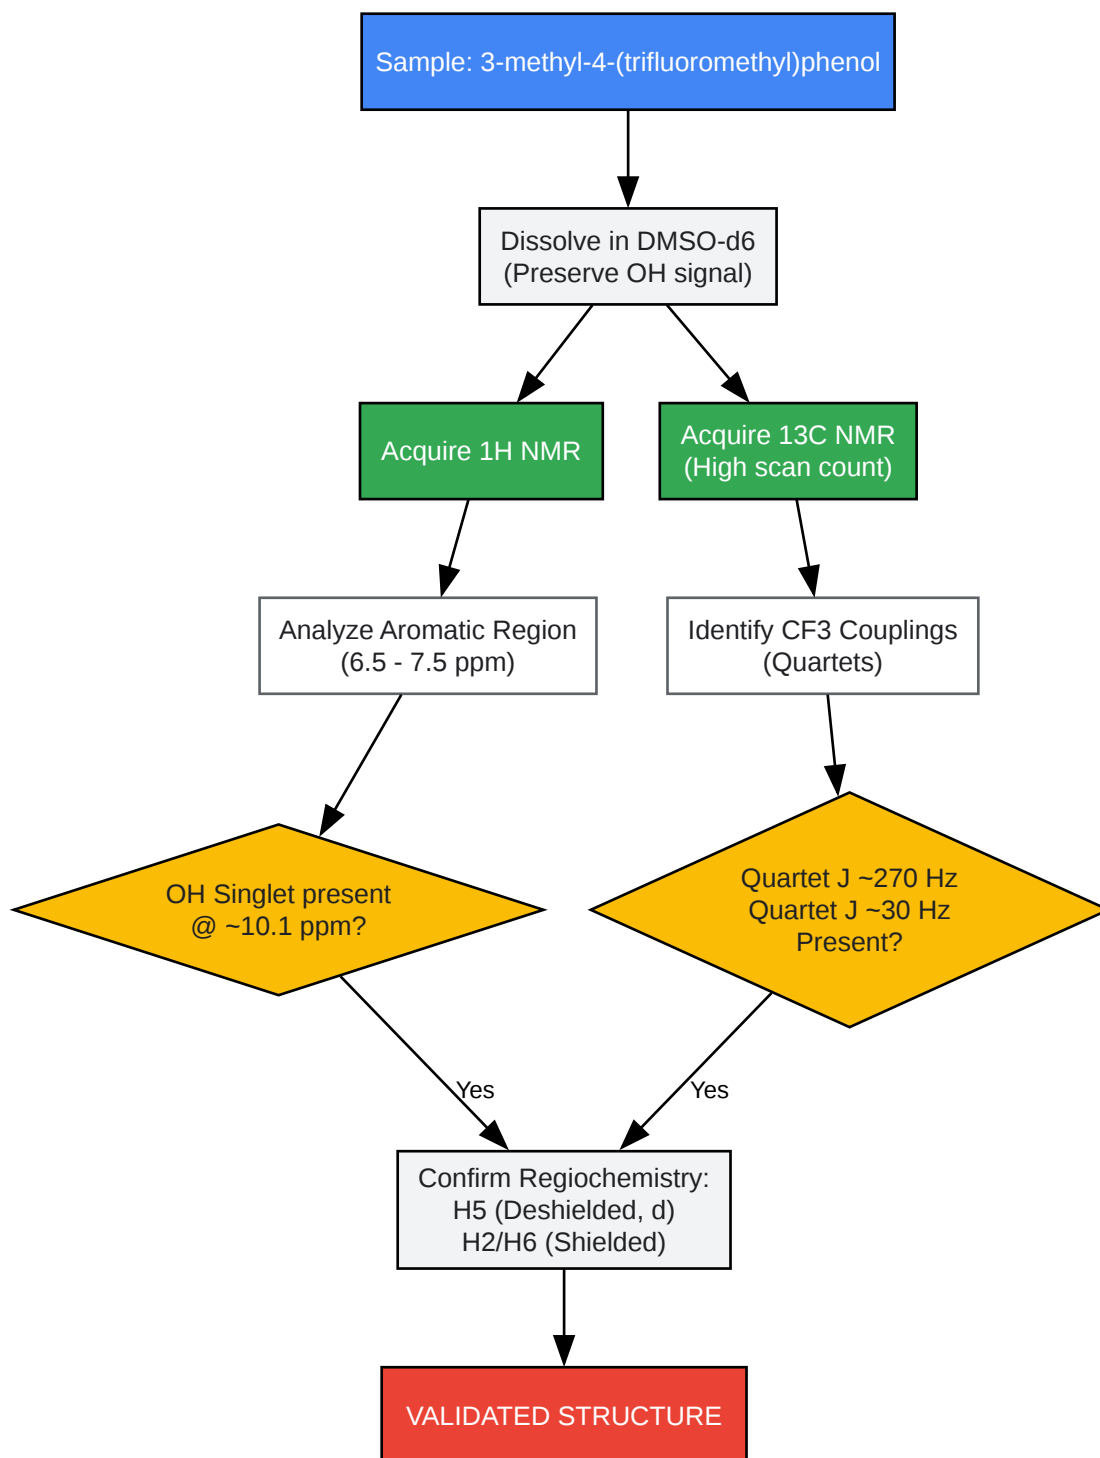 Sample: 3-methyl-4-(trifluoromethyl)phenol
Dissolve in DMSO-d6
(Preserve OH signal)
Acquire 1H NMR
Acquire 13C NMR
(High scan count)
Analyze Aromatic Region
(6.5 - 7.5 ppm)
Identify CF3 Couplings
(Quartets)
OH Singlet present
@ ~10.1 ppm?
Quartet J ~270 Hz
Quartet J ~30 Hz
Present?
Yes
Yes
Confirm Regiochemistry:
H5 (Deshielded, d)
H2/H6 (Shielded)
VALIDATED STRUCTURE